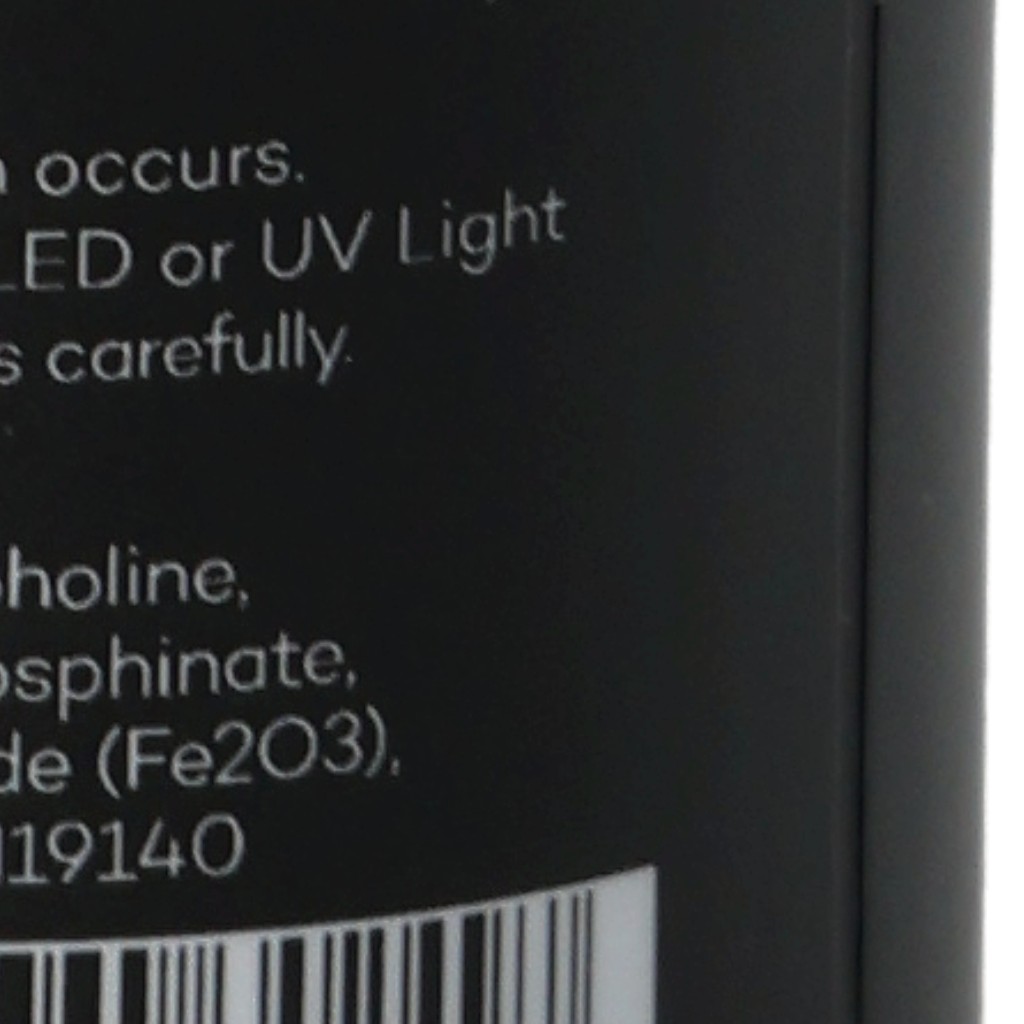 occurs.
LED or UV Light
s carefully.
holine,
osphinate,
de (Fe2O3),
19140